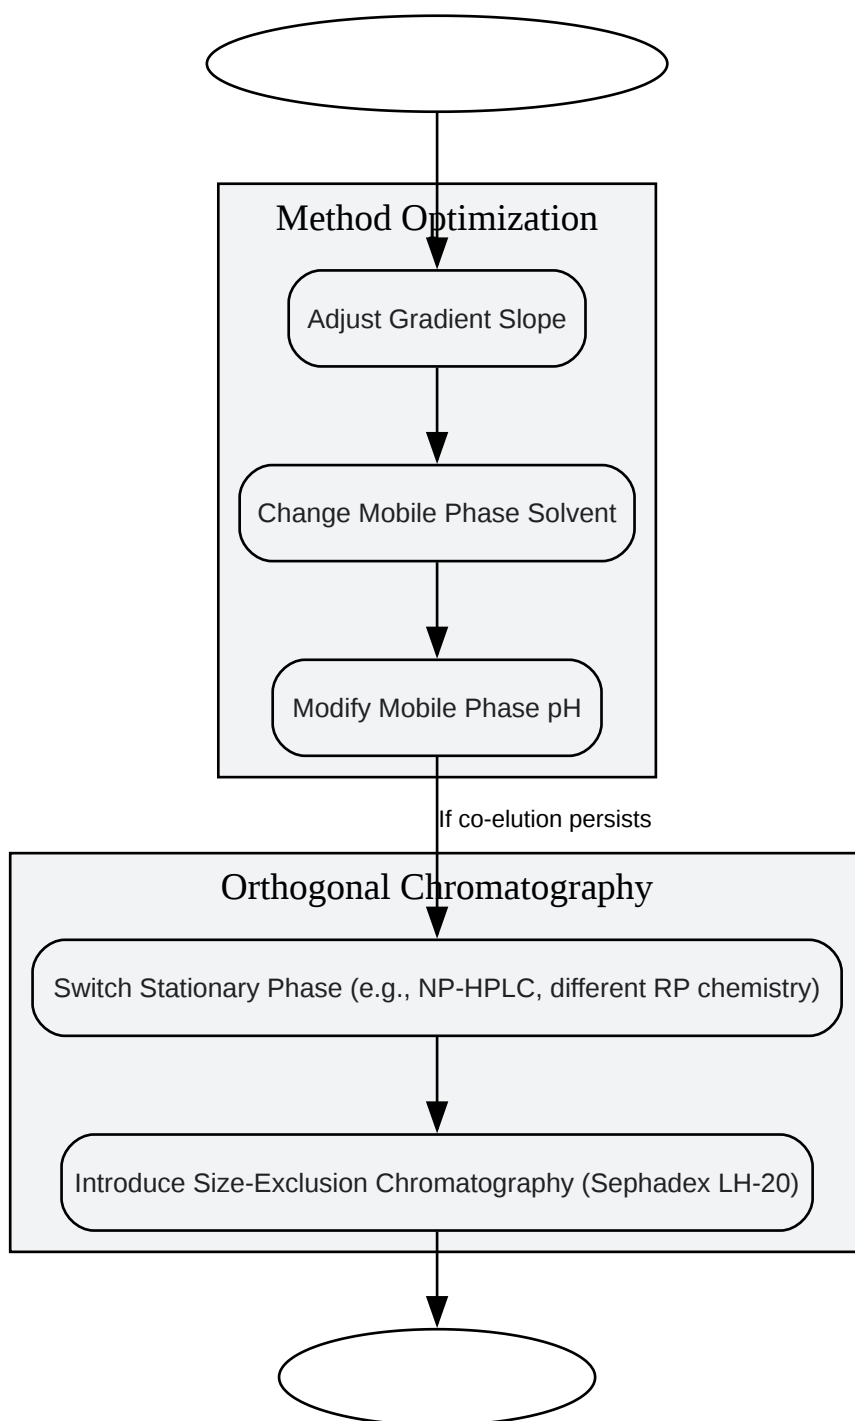 Method Optimization
Adjust Gradient Slope
Change Mobile Phase Solvent
Modify Mobile Phase pH
If co-elution persists
Orthogonal Chromatography
Switch Stationary Phase (e.g., NP-HPLC, different RP chemistry)
Introduce Size-Exclusion Chromatography (Sephadex LH-20)